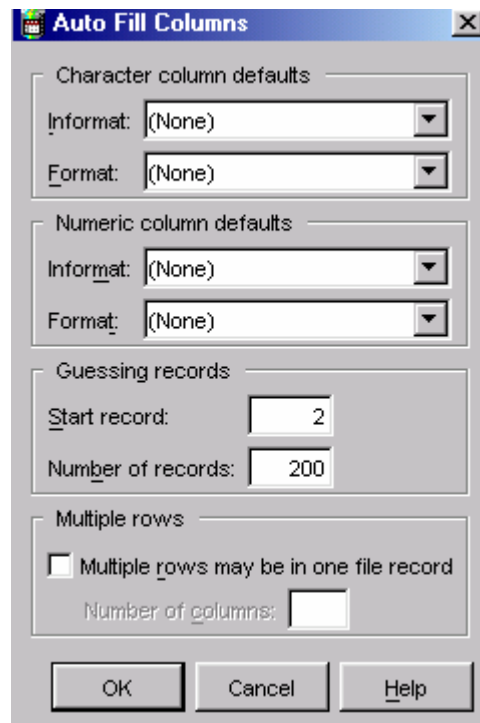 Auto Fill Columns
Character column defaults
Informat: (None)
Format: (None)
Numeric column defaults
Informat: (None)
Format: (None)
Guessing records
Start record: 2
Number of records: 200
Multiple rows
Multiple rows may be in one file record
Number of columns:
OK Cancel Help